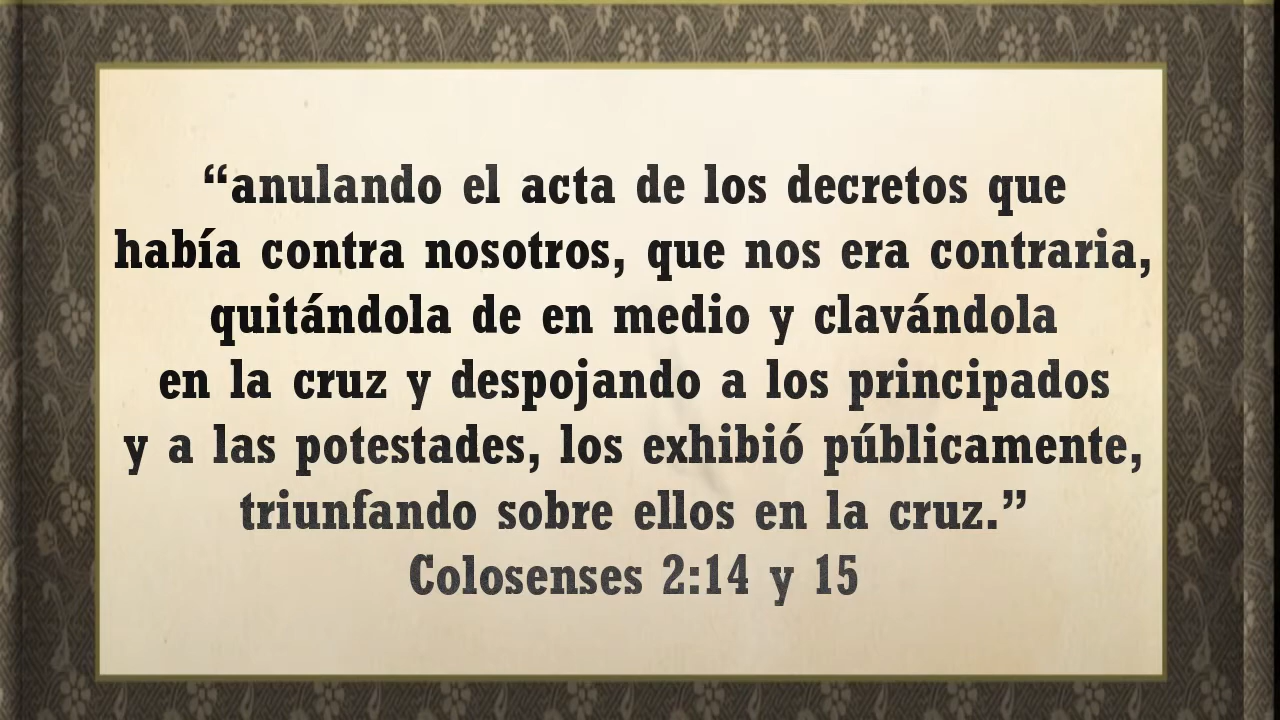 “anulando el acta de los decretos que
había contra nosotros, que nos era contraria,
quitándola de en medio y clavándola
en la cruz y despojando a los principados
y a las potestades, los exhibió públicamente,
triunfando sobre ellos en la cruz.”
Colosenses 2:14 y 15